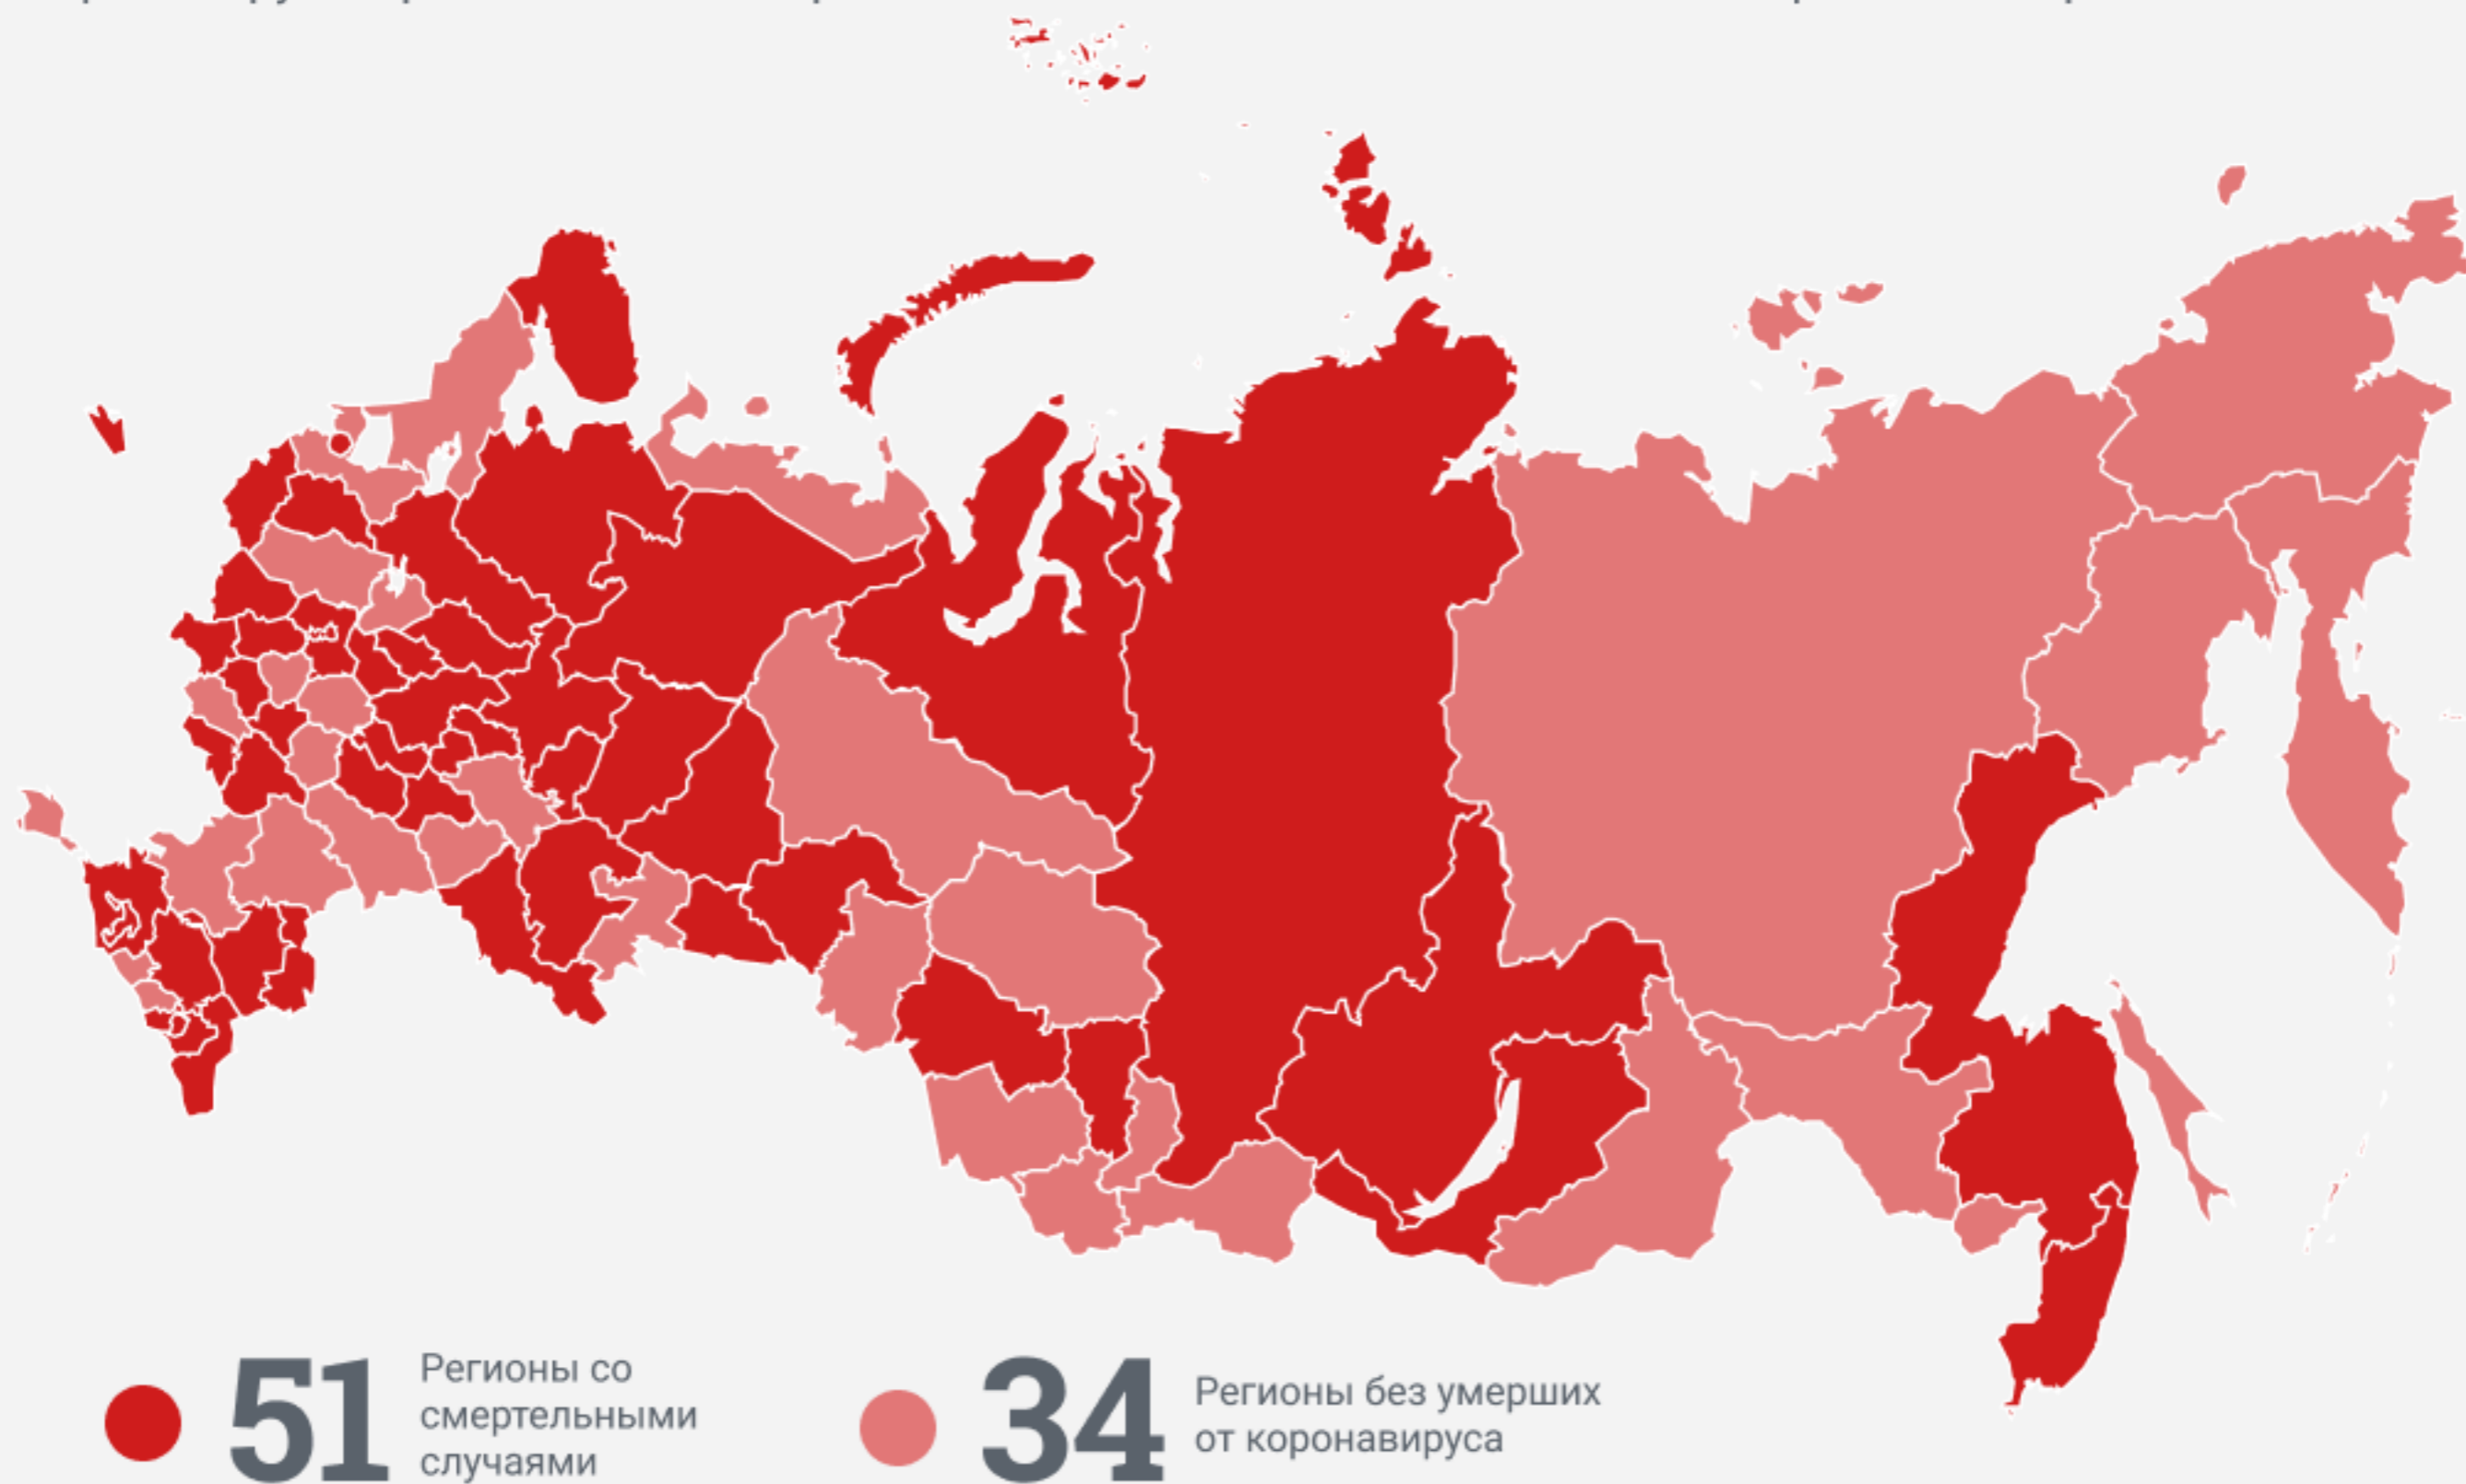 51
Регионы со
смертельными
случаями
34
Регионы без умерших
от коронавируса